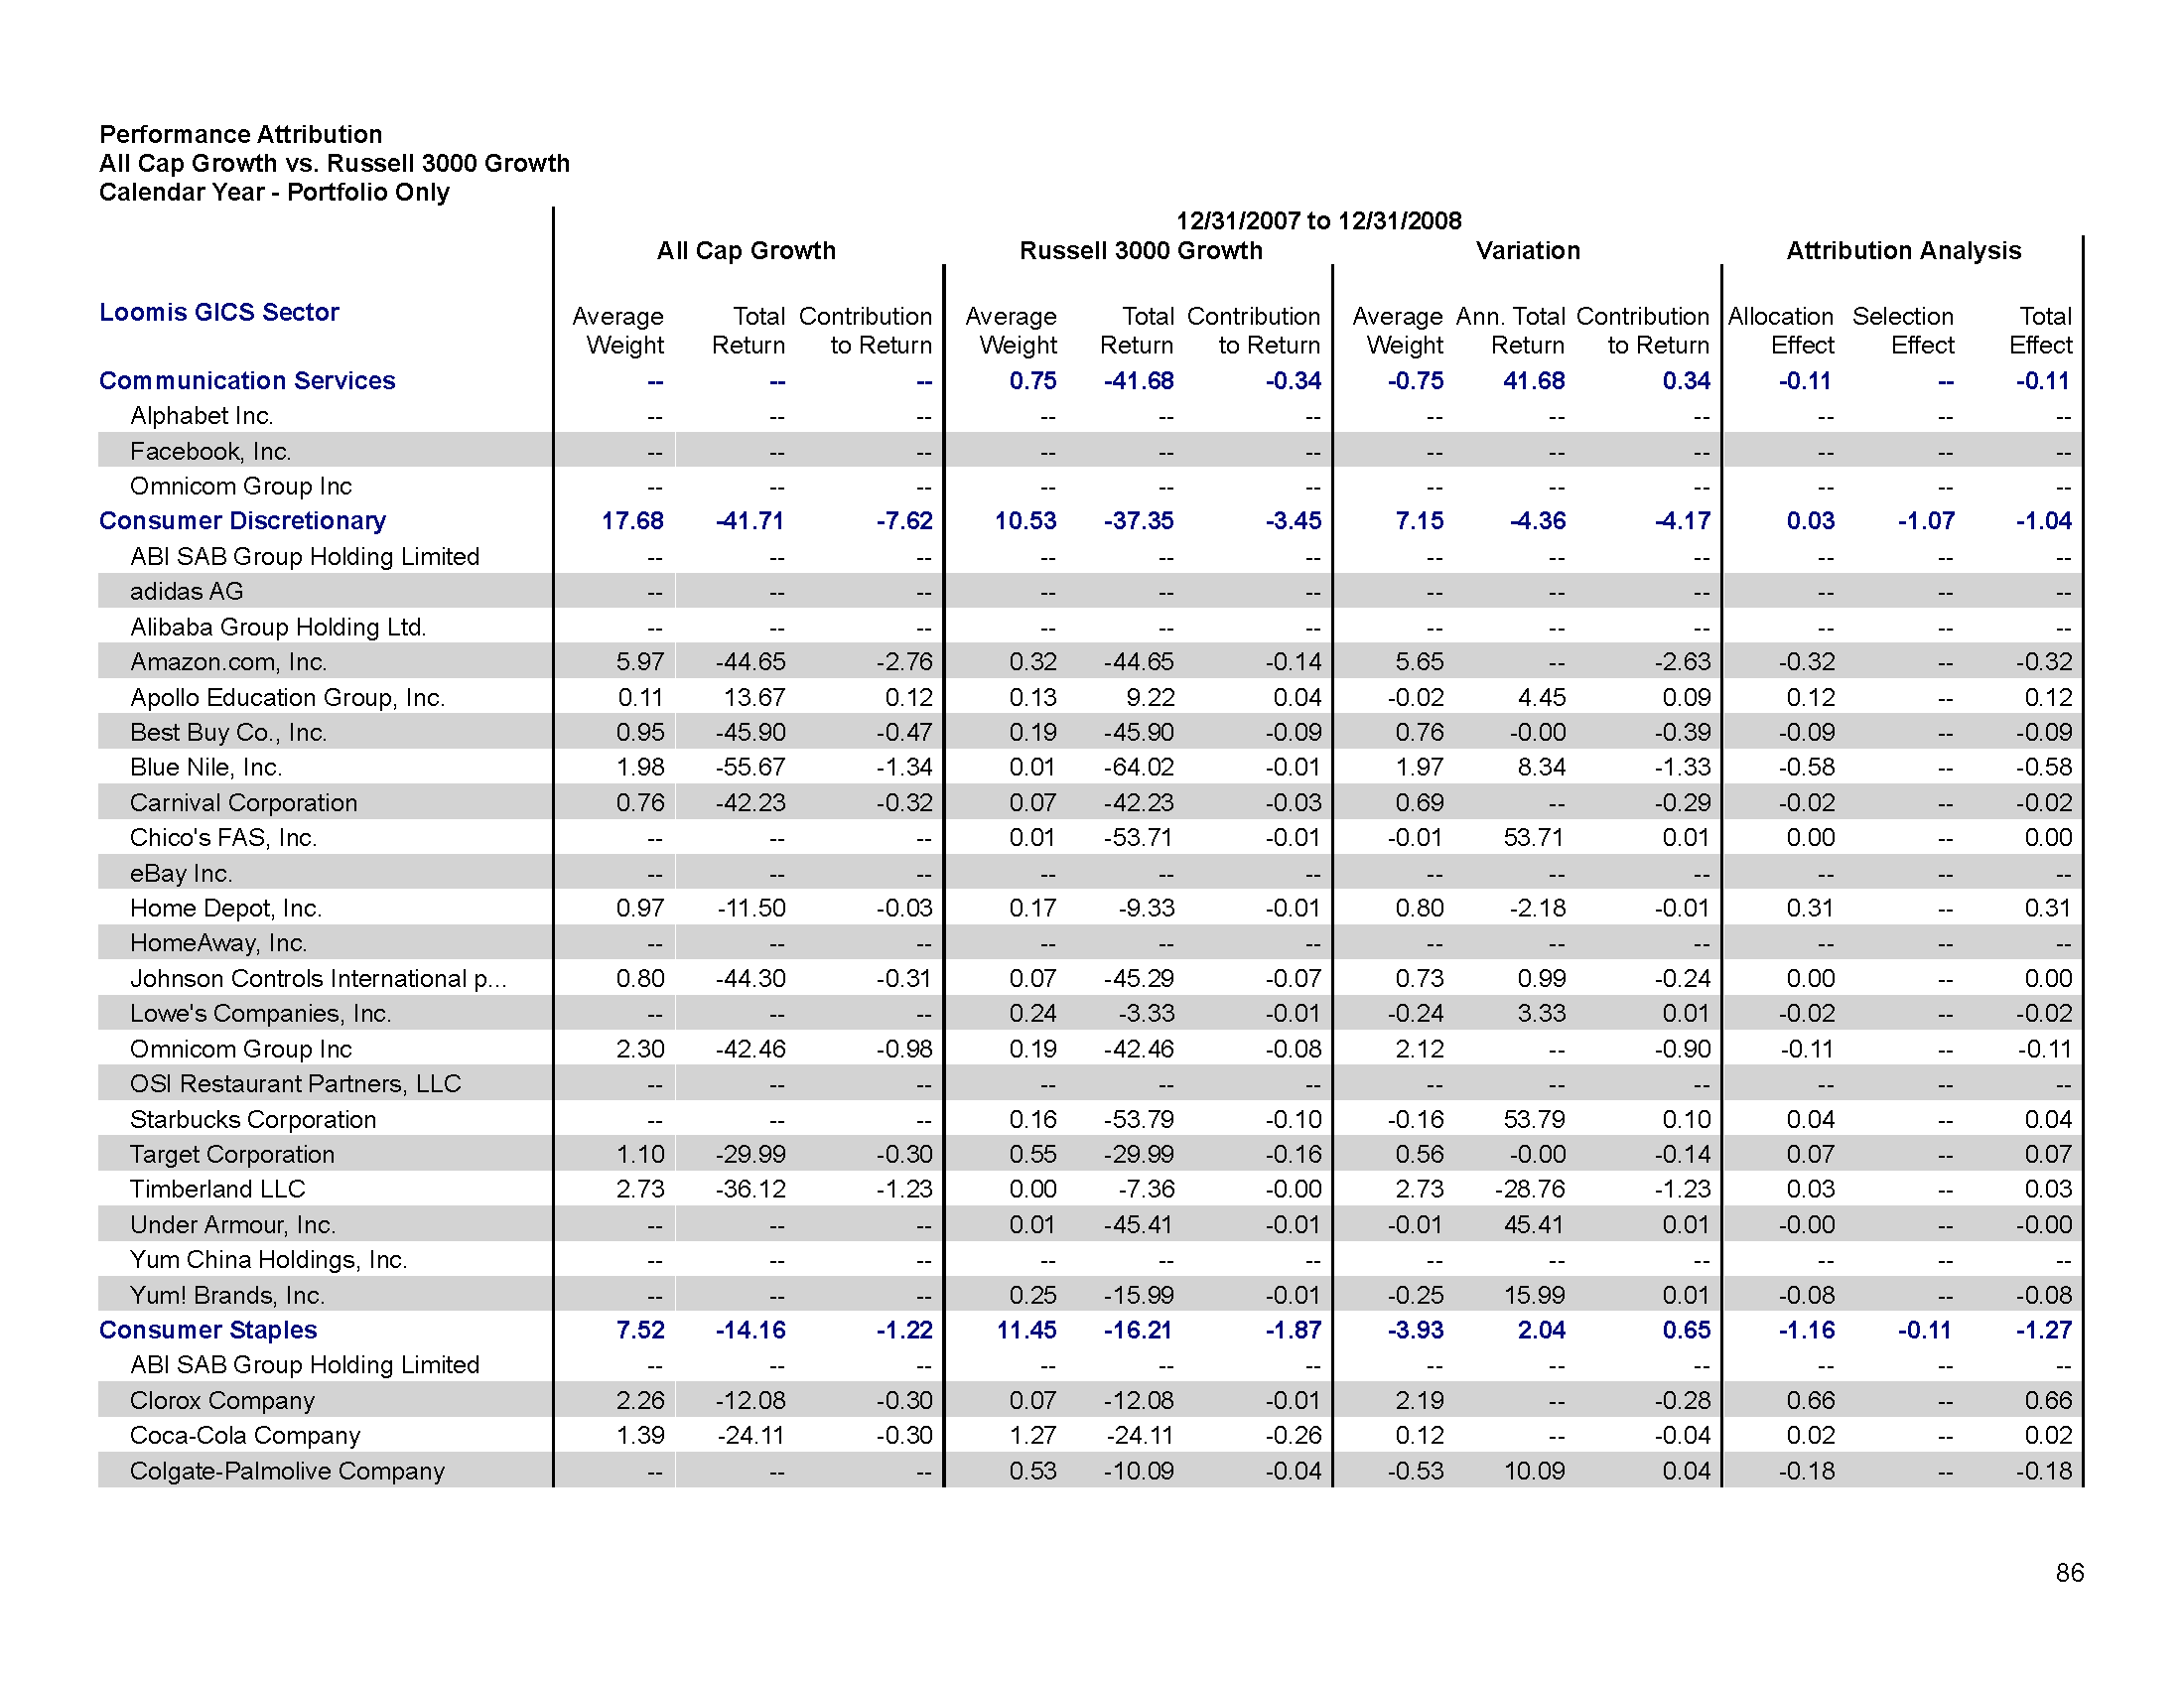 Performance Attribution
All Cap Growth vs. Russell 3000 Growth
Calendar Year - Portfolio Only
12/31/2007 to 12/31/2008
All Cap Growth Russell 3000 Growth Variation Attribution Analysis
Loomis GICS Sector Average Total Contribution Average Total Contribution Average Ann. Total Contribution Allocation Selection Total
Weight Return to Return Weight Return to Return Weight Return to Return Effect Effect Effect
Communication Services -- -- -- 0.75 -41.68 -0.34 -0.75 41.68 0.34 -0.11 -- -0.11
Alphabet Inc. -- -- -- -- -- -- -- -- -- -- -- --
Facebook, Inc. -- -- -- -- -- -- -- -- -- -- -- --
Omnicom Group Inc -- -- -- -- -- -- -- -- -- -- -- --
Consumer Discretionary 17.68 -41.71 -7.62 10.53 -37.35 -3.45 7.15 -4.36 -4.17 0.03 -1.07 -1.04
ABI SAB Group Holding Limited -- -- -- -- -- -- -- -- -- -- -- --
adidas AG -- -- -- -- -- -- -- -- -- -- -- --
Alibaba Group Holding Ltd. -- -- -- -- -- -- -- -- -- -- -- --
Amazon.com, Inc. 5.97 -44.65 -2.76 0.32 -44.65 -0.14 5.65 -- -2.63 -0.32 -- -0.32
Apollo Education Group, Inc. 0.11 13.67 0.12 0.13 9.22 0.04 -0.02 4.45 0.09 0.12 -- 0.12
Best Buy Co., Inc. 0.95 -45.90 -0.47 0.19 -45.90 -0.09 0.76 -0.00 -0.39 -0.09 -- -0.09
Blue Nile, Inc. 1.98 -55.67 -1.34 0.01 -64.02 -0.01 1.97 8.34 -1.33 -0.58 -- -0.58
Carnival Corporation 0.76 -42.23 -0.32 0.07 -42.23 -0.03 0.69 -- -0.29 -0.02 -- -0.02
Chico's FAS, Inc. -- -- -- 0.01 -53.71 -0.01 -0.01 53.71 0.01 0.00 -- 0.00
eBay Inc. -- -- -- -- -- -- -- -- -- -- -- --
Home Depot, Inc. 0.97 -11.50 -0.03 0.17 -9.33 -0.01 0.80 -2.18 -0.01 0.31 -- 0.31
HomeAway, Inc. -- -- -- -- -- -- -- -- -- -- -- --
Johnson Controls International p... 0.80 -44.30 -0.31 0.07 -45.29 -0.07 0.73 0.99 -0.24 0.00 -- 0.00
Lowe's Companies, Inc. -- -- -- 0.24 -3.33 -0.01 -0.24 3.33 0.01 -0.02 -- -0.02
Omnicom Group Inc 2.30 -42.46 -0.98 0.19 -42.46 -0.08 2.12 -- -0.90 -0.11 -- -0.11
OSI Restaurant Partners, LLC -- -- -- -- -- -- -- -- -- -- -- --
Starbucks Corporation -- -- -- 0.16 -53.79 -0.10 -0.16 53.79 0.10 0.04 -- 0.04
Target Corporation 1.10 -29.99 -0.30 0.55 -29.99 -0.16 0.56 -0.00 -0.14 0.07 -- 0.07
Timberland LLC 2.73 -36.12 -1.23 0.00 -7.36 -0.00 2.73 -28.76 -1.23 0.03 -- 0.03
Under Armour, Inc. -- -- -- 0.01 -45.41 -0.01 -0.01 45.41 0.01 -0.00 -- -0.00
Yum China Holdings, Inc. -- -- -- -- -- -- -- -- -- -- -- --
Yum! Brands, Inc. -- -- -- 0.25 -15.99 -0.01 -0.25 15.99 0.01 -0.08 -- -0.08
Consumer Staples 7.52 -14.16 -1.22 11.45 -16.21 -1.87 -3.93 2.04 0.65 -1.16 -0.11 -1.27
ABI SAB Group Holding Limited -- -- -- -- -- -- -- -- -- -- -- --
Clorox Company 2.26 -12.08 -0.30 0.07 -12.08 -0.01 2.19 -- -0.28 0.66 -- 0.66
Coca-Cola Company 1.39 -24.11 -0.30 1.27 -24.11 -0.26 0.12 -- -0.04 0.02 -- 0.02
Colgate-Palmolive Company -- -- -- 0.53 -10.09 -0.04 -0.53 10.09 0.04 -0.18 -- -0.18
86